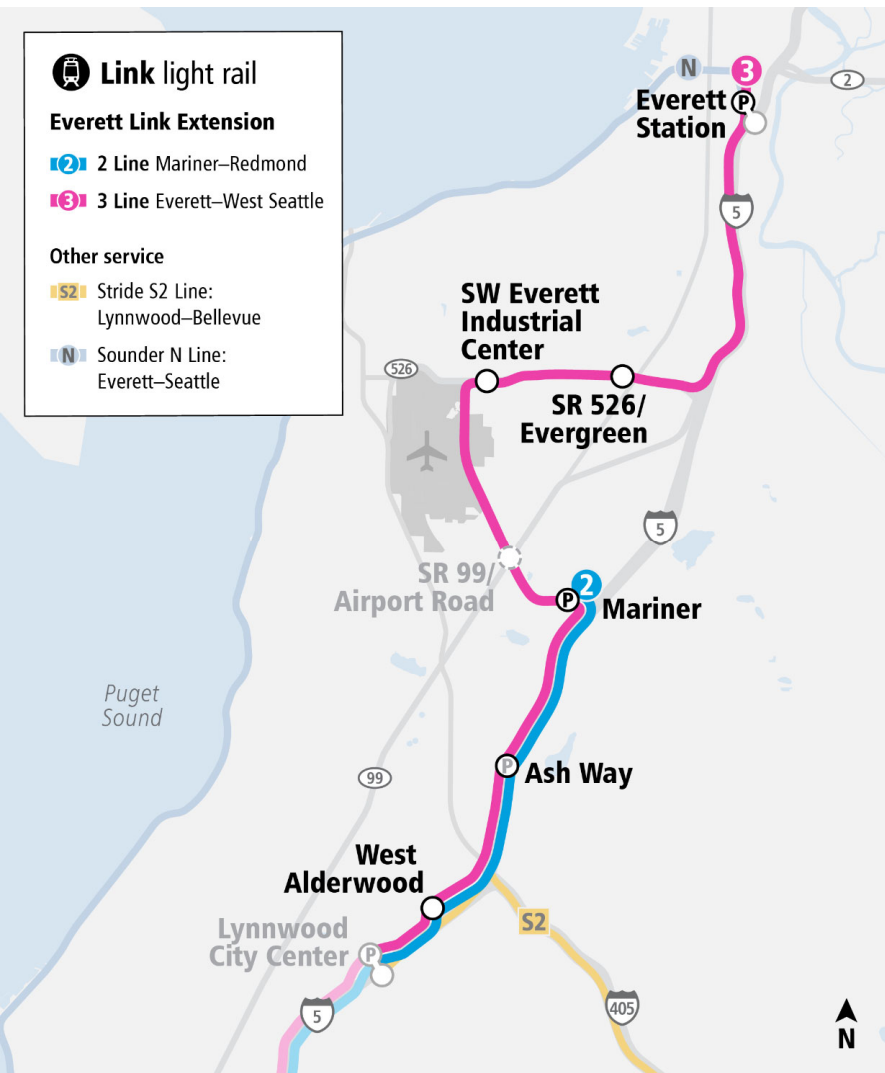 Link light rail
Everett Link Extension
2 2 Line Mariner–Redmond
3 3 Line Everett–West Seattle
Other service
S2 Stride S2 Line:
Lynnwood–Bellevue
N Sounder N Line:
Everett–Seattle
N
3
2
Everett
Station
P
5
SW Everett
Industrial
Center
526
SR 526/
Evergreen
5
SR 99/
Airport Road
P
2
Mariner
Puget
Sound
99
P
Ash Way
West
Alderwood
Lynnwood
City Center
P
S2
5
405
N